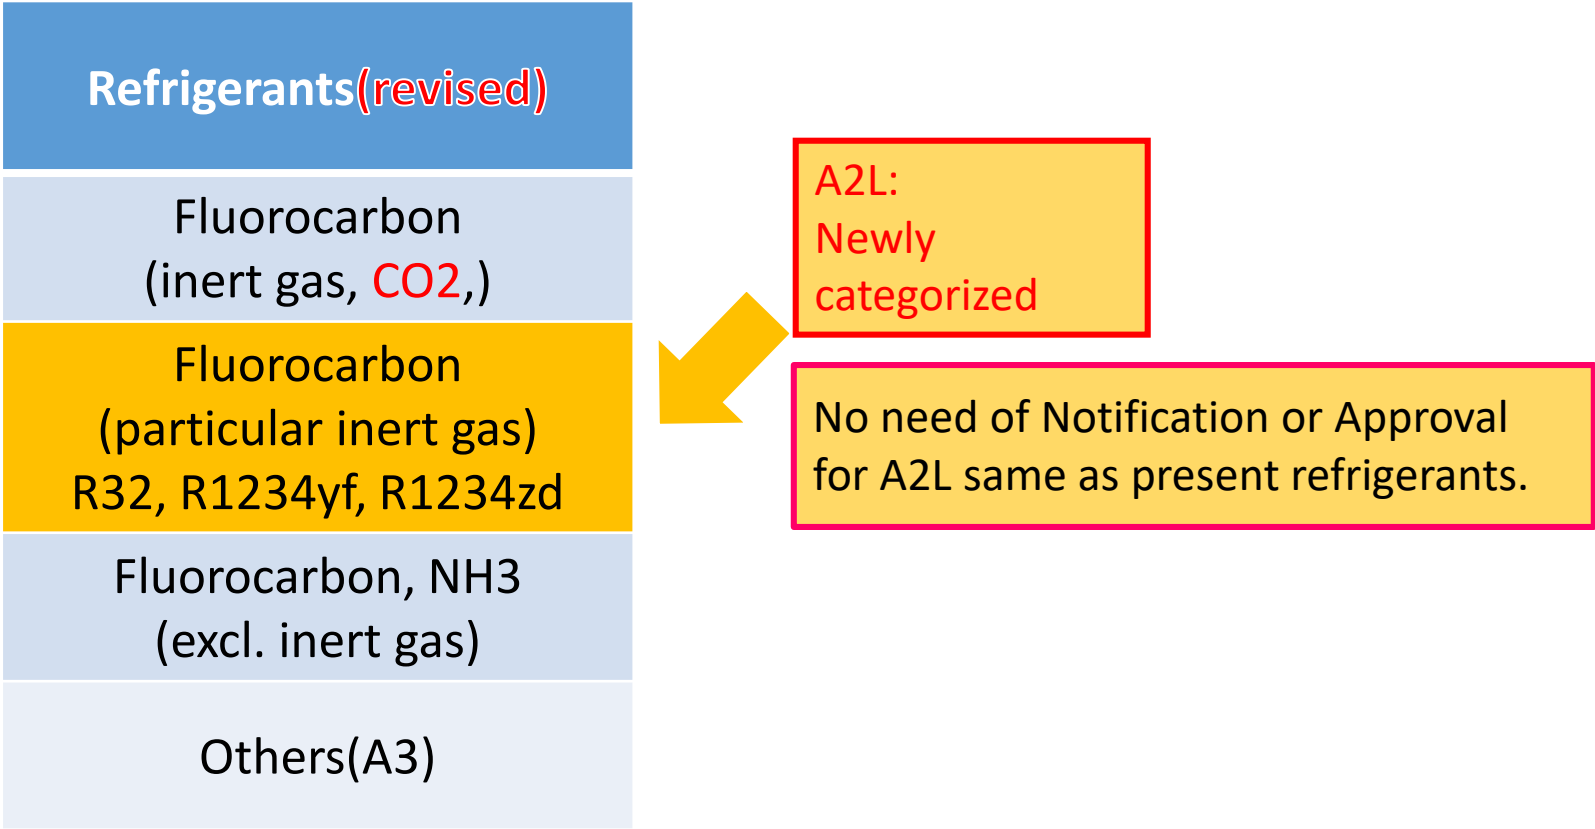 Refrigerants(revised)
Fluorocarbon
(inert gas, CO2,)
Fluorocarbon
(particular inert gas)
R32, R1234yf, R1234zd
Fluorocarbon, NH3
(excl. inert gas)
Others(A3)
A2L:
Newly
categorized
No need of Notification or Approval
for A2L same as present refrigerants.